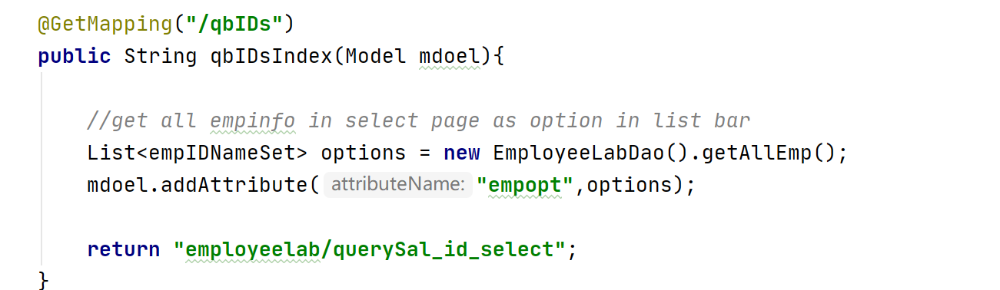 @GetMapping("/qbIDs")
public String qbIDsIndex(Model mdoel){
//get all empinfo in select page as option in list bar
List<empIDNameSet> options = new EmployeeLabDao().getAllEmp();
mdoel.addAttribute( attributeName: "empopt",options);
return "employeelab/querySal_id_select";
}